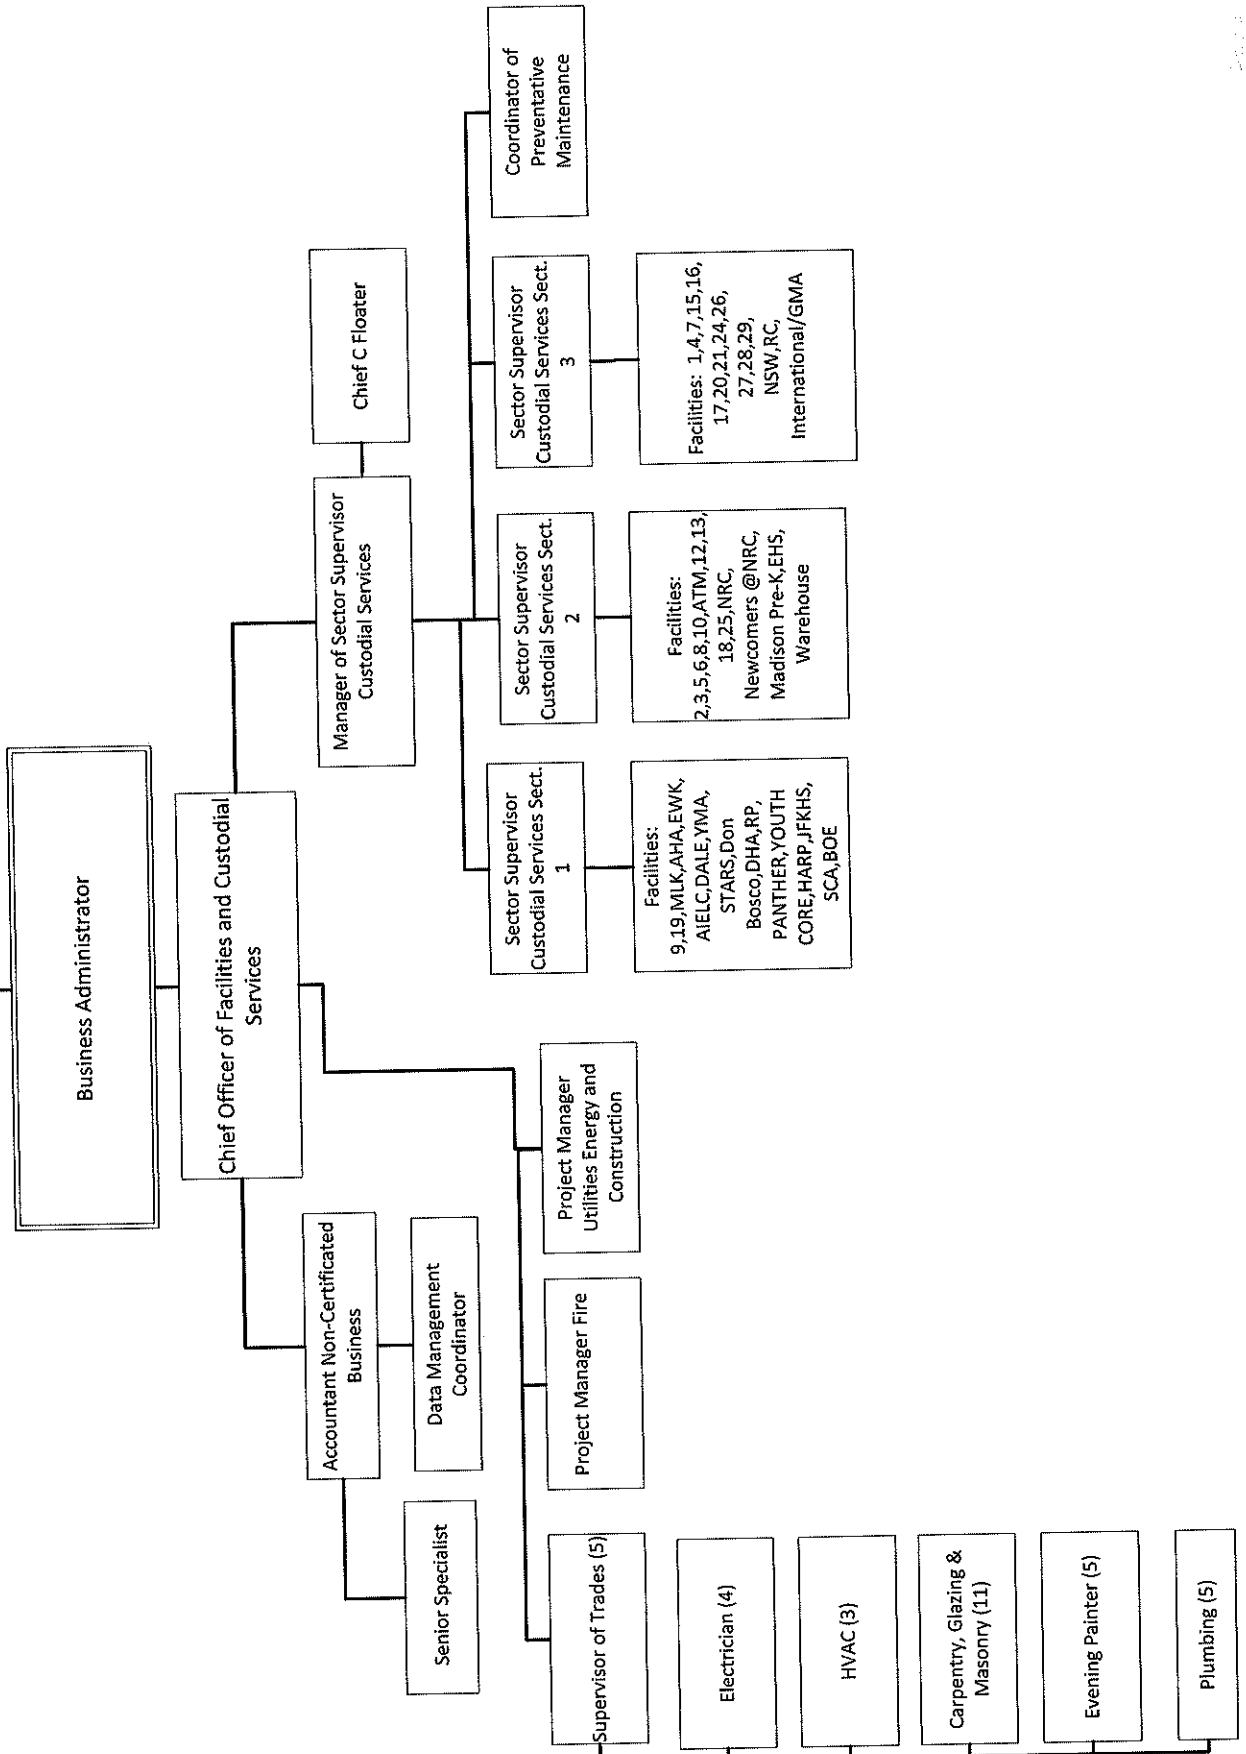 Business Administrator
Chief Officer of Facilities and Custodial
Services
Accountant Non-Certificated
Business
Manager of Sector Supervisor
Custodial Services
Chief C Floater
Senior Specialist
Data Management
Coordinator
Supervisor of Trades (5)
Project Manager Fire
Project Manager
Utilities Energy and
Construction
Sector Supervisor
Custodial Services Sect.
1
Sector Supervisor
Custodial Services Sect.
2
Sector Supervisor
Custodial Services Sect.
3
Coordinator of
Preventative
Maintenance
Facilities:
9,19,MLK,AHA,EWK,
AIELC,DALE,YMA,
STARS,Don
Bosco,DHA,RP,
PANTHER,YOUTH
CORE,HARP,JFKHS,
SCA,BOE
Facilities:
2,3,5,6,8,10,ATM,12,13,
18,25,NRC,
Newcomers @NRC,
Madison Pre-K,EHS,
Warehouse
Facilities: 1,4,7,15,16,
17,20,21,24,26,
27,28,29,
NSW,RC,
International/GMA
Electrician (4)
HVAC (3)
Carpentry, Glazing &
Masonry (11)
Evening Painter (5)
Plumbing (5)